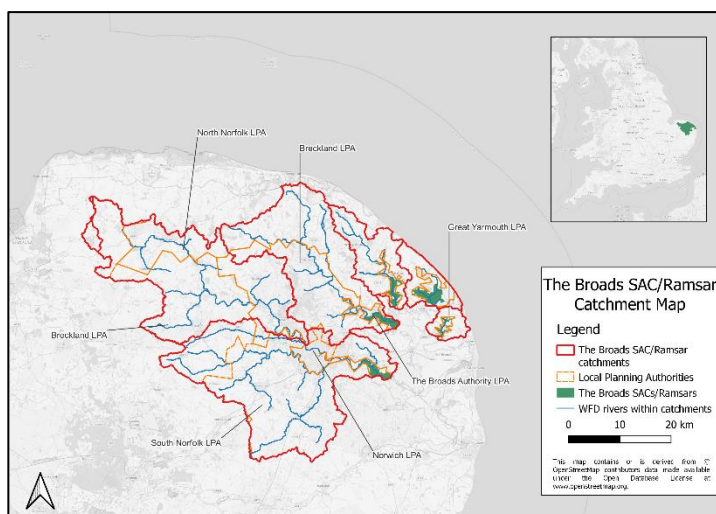 North Norfolk LPA
Breckland LPA
Great Yarmouth LPA
Breckland LPA
The Broads Authority LPA
South Norfolk LPA
Norwich LPA
The Broads SAC/Ramsar
Catchment Map
Legend
The Broads SAC/Ramsar
catchments
Local Planning Authorities
The Broads SACs/Ramsars
WFD rivers within catchments
0 10 20 km
This map contains or is derived from ©
OpenStreetMap contributors data made available
under the Open Database License at
www.openstreetmap.org.